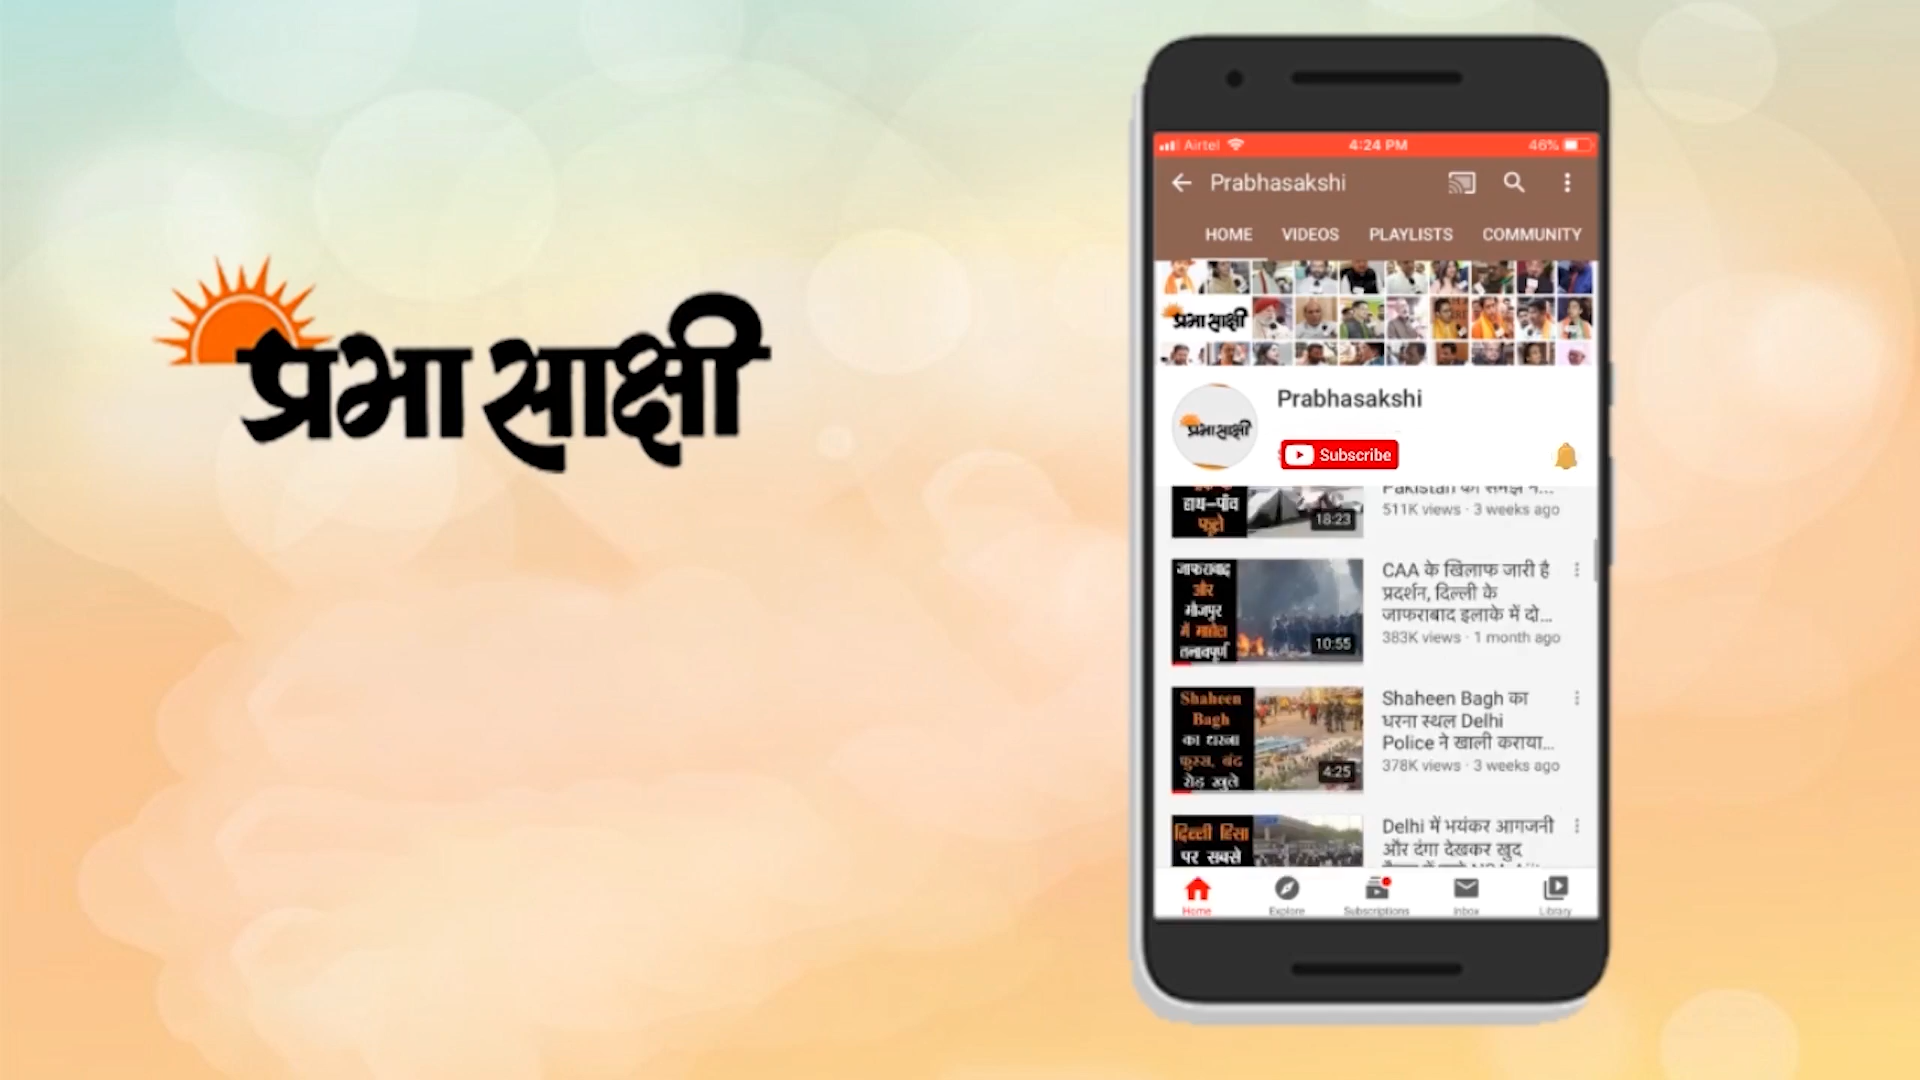 प्रभासाक्षी
Airtel
4:24 PM
46%
Prabhasakshi
HOME VIDEOS PLAYLISTS COMMUNITY
प्रभासाक्षी
Prabhasakshi
प्रभासाक्षी
Subscribe
हाथ-पाँव
फूले
18:23
Pakistan को समझ न...
511K views · 3 weeks ago
जाफराबाद
और
मौजपुर
में माहौल
तनावपूर्ण
10:55
CAA के खिलाफ जारी है
प्रदर्शन, दिल्ली के
जाफराबाद इलाके में दो...
383K views · 1 month ago
Shaheen
Bagh
का धरना
फुस्स, बंद
रोड खुले
4:25
Shaheen Bagh का
धरना स्थल Delhi
Police ने खाली कराया...
378K views · 3 weeks ago
दिल्ली हिंसा
पर सबसे
Delhi में भयंकर आगजनी
और दंगा देखकर खुद
Home Explore Subscriptions Inbox Library